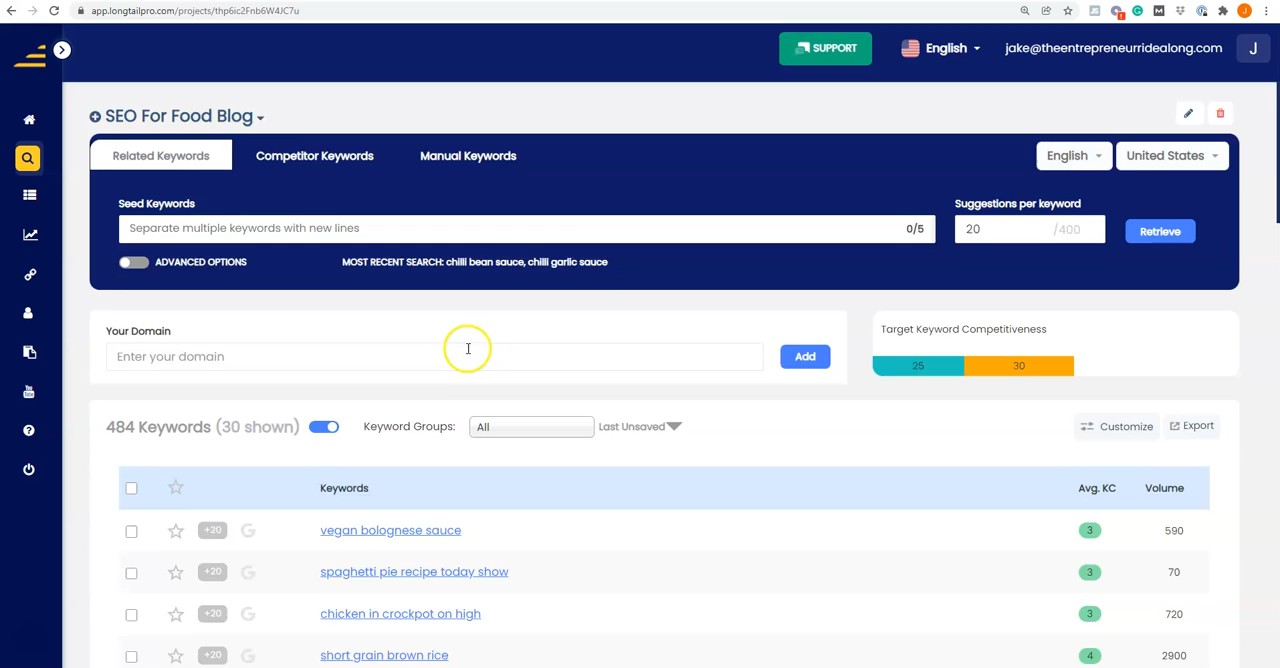 app.longtailpro.com/projects/thp6ic2Fnb6W4JC7u
SUPPORT
English
jake@theentrepreneurridealong.com
J
SEO For Food Blog
Related Keywords
Competitor Keywords
Manual Keywords
English
United States
Seed Keywords
Suggestions per keyword
Separate multiple keywords with new lines
0/5
20
/400
Retrieve
ADVANCED OPTIONS
MOST RECENT SEARCH: chilli bean sauce, chilli garlic sauce
Your Domain
Enter your domain
Add
Target Keyword Competitiveness
25
30
484 Keywords (30 shown)
Keyword Groups:
All
Last Unsaved
Customize
Export
Keywords
Avg. KC
Volume
+20
vegan bolognese sauce
3
590
+20
spaghetti pie recipe today show
3
70
+20
chicken in crockpot on high
3
720
+20
short grain brown rice
4
2900